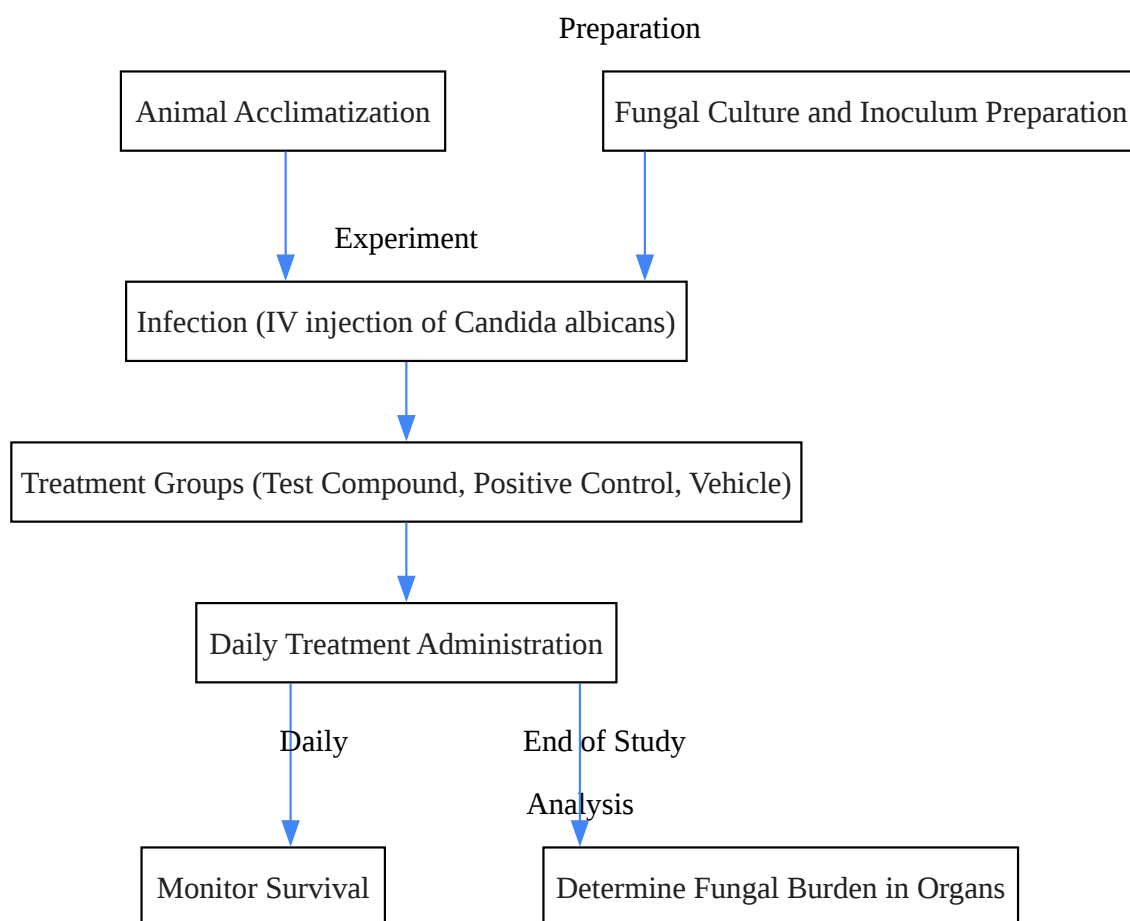 Preparation
Animal Acclimatization
Fungal Culture and Inoculum Preparation
Experiment
Infection (IV injection of Candida albicans)
Treatment Groups (Test Compound, Positive Control, Vehicle)
Daily Treatment Administration
Daily
End of Study
Analysis
Monitor Survival
Determine Fungal Burden in Organs